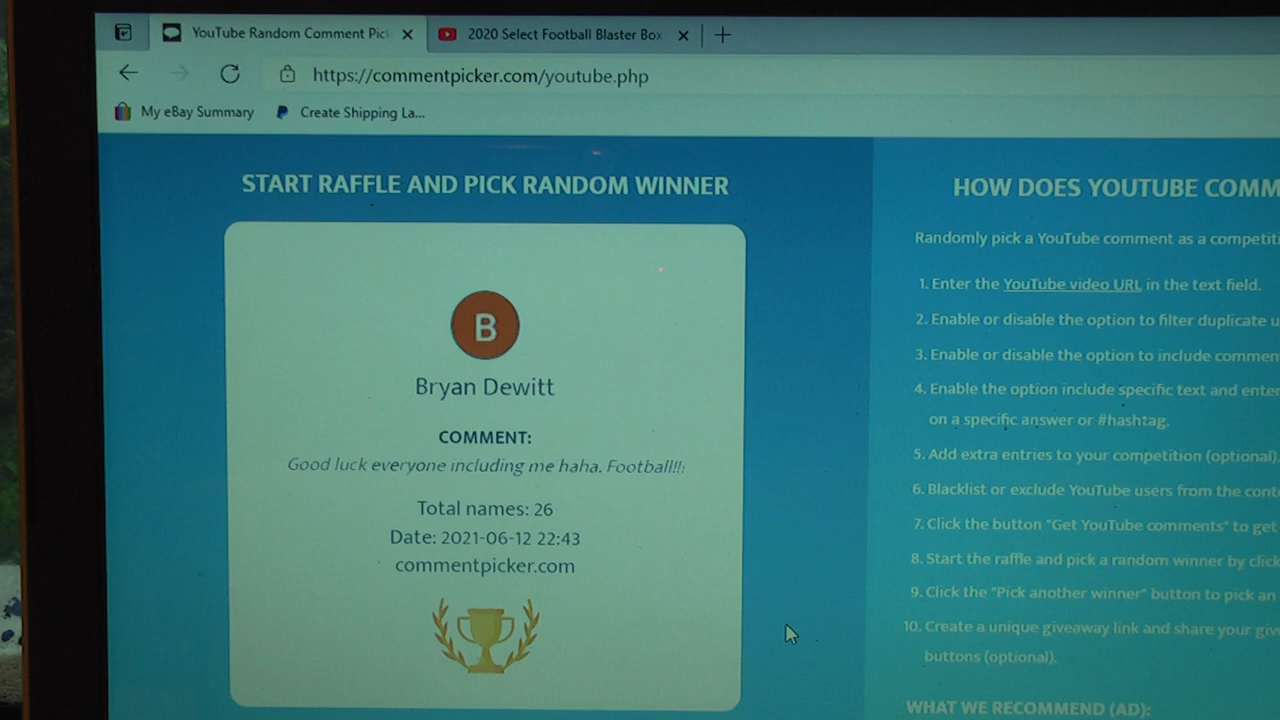 YouTube Random Comment Pic
2020 Select Football Blaster Box
https://commentpicker.com/youtube.php
My eBay Summary
Create Shipping La...
START RAFFLE AND PICK RANDOM WINNER
B
Bryan Dewitt
COMMENT:
Good luck everyone including me haha. Football!!!
Total names: 26
Date: 2021-06-12 22:43
commentpicker.com
HOW DOES YOUTUBE COMM
Randomly pick a YouTube comment as a competiti
1. Enter the YouTube video URL in the text field.
2. Enable or disable the option to filter duplicate u
3. Enable or disable the option to include commen
4. Enable the option include specific text and enter
on a specific answer or #hashtag.
5. Add extra entries to your competition (optional).
6. Blacklist or exclude YouTube users from the cont
7. Click the button "Get YouTube comments" to get
8. Start the raffle and pick a random winner by click
9. Click the "Pick another winner" button to pick an
10. Create a unique giveaway link and share your giv
buttons (optional).
WHAT WE RECOMMEND (AD):